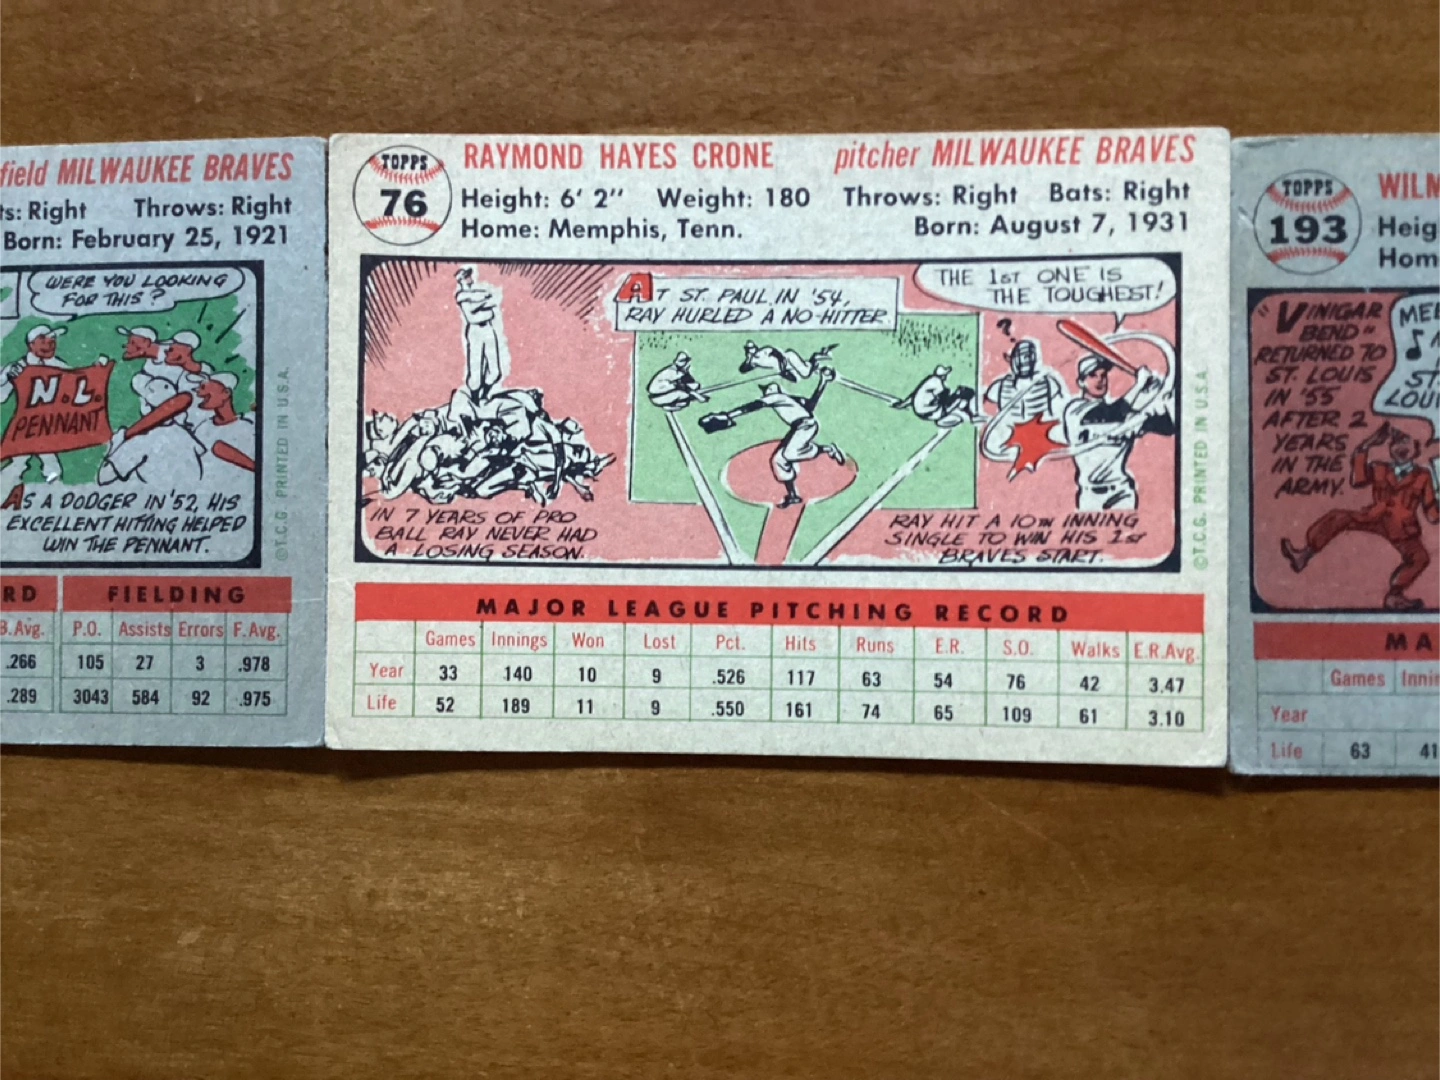 field MILWAUKEE BRAVES
ts: Right Throws: Right
Born: February 25, 1921
WERE YOU LOOKING
FOR THIS?
N.L.
PENNANT
AS A DODGER IN '52, HIS
EXCELLENT HITTING HELPED
WIN THE PENNANT.
©T.C.G. PRINTED IN U.S.A.
RD FIELDING
B.Avg. P.O. Assists Errors F.Avg.
.266 105 27 3 .978
.289 3043 584 92 .975
TOPPS
76
RAYMOND HAYES CRONE pitcher MILWAUKEE BRAVES
Height: 6' 2" Weight: 180 Throws: Right Bats: Right
Home: Memphis, Tenn. Born: August 7, 1931
IN 7 YEARS OF PRO
BALL RAY NEVER HAD
A LOSING SEASON.
AT ST. PAUL IN '54,
RAY HURLED A NO-HITTER
THE 1ST ONE IS
THE TOUGHEST!
?
RAY HIT A 10TH INNING
SINGLE TO WIN HIS 1ST
BRAVES START.
©T.C.G. PRINTED IN U.S.A.
MAJOR LEAGUE PITCHING RECORD
Games Innings Won Lost Pct. Hits Runs E.R. S.O. Walks E.R.Avg.
Year 33 140 10 9 .526 117 63 54 76 42 3.47
Life 52 189 11 9 .550 161 74 65 109 61 3.10
TOPPS
193
WILM
Heig
Hom
"VINIGAR
BEND"
RETURNED TO
ST. LOUIS
IN '55
AFTER 2
YEARS
IN THE
ARMY.
MEE
ST.
LOUI
MA
Games Innin
Year
Life 63 41